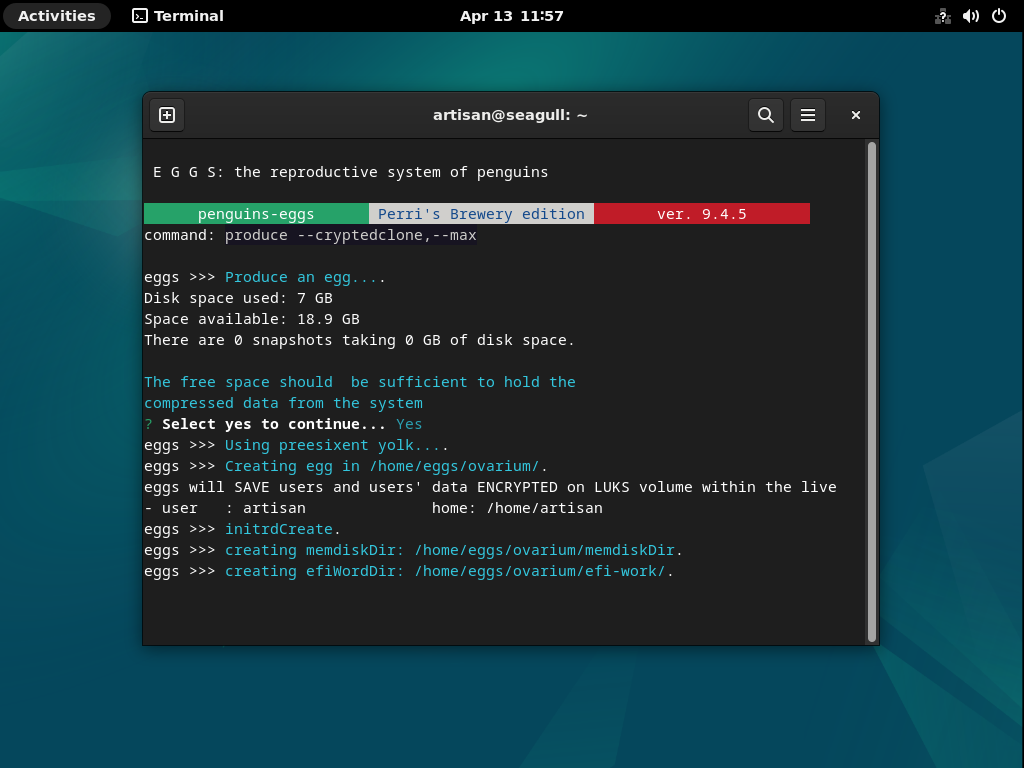 Activities Terminal Apr 13 11:57
artisan@seagull: ~
E G G S: the reproductive system of penguins
penguins-eggs Perri's Brewery edition ver. 9.4.5
command: produce --cryptedclone,--max
eggs >>> Produce an egg....
Disk space used: 7 GB
Space available: 18.9 GB
There are 0 snapshots taking 0 GB of disk space.
The free space should  be sufficient to hold the
compressed data from the system
? Select yes to continue... Yes
eggs >>> Using preesixent yolk....
eggs >>> Creating egg in /home/eggs/ovarium/.
eggs will SAVE users and users' data ENCRYPTED on LUKS volume within the live
- user   : artisan              home: /home/artisan
eggs >>> initrdCreate.
eggs >>> creating memdiskDir: /home/eggs/ovarium/memdiskDir.
eggs >>> creating efiWordDir: /home/eggs/ovarium/efi-work/.